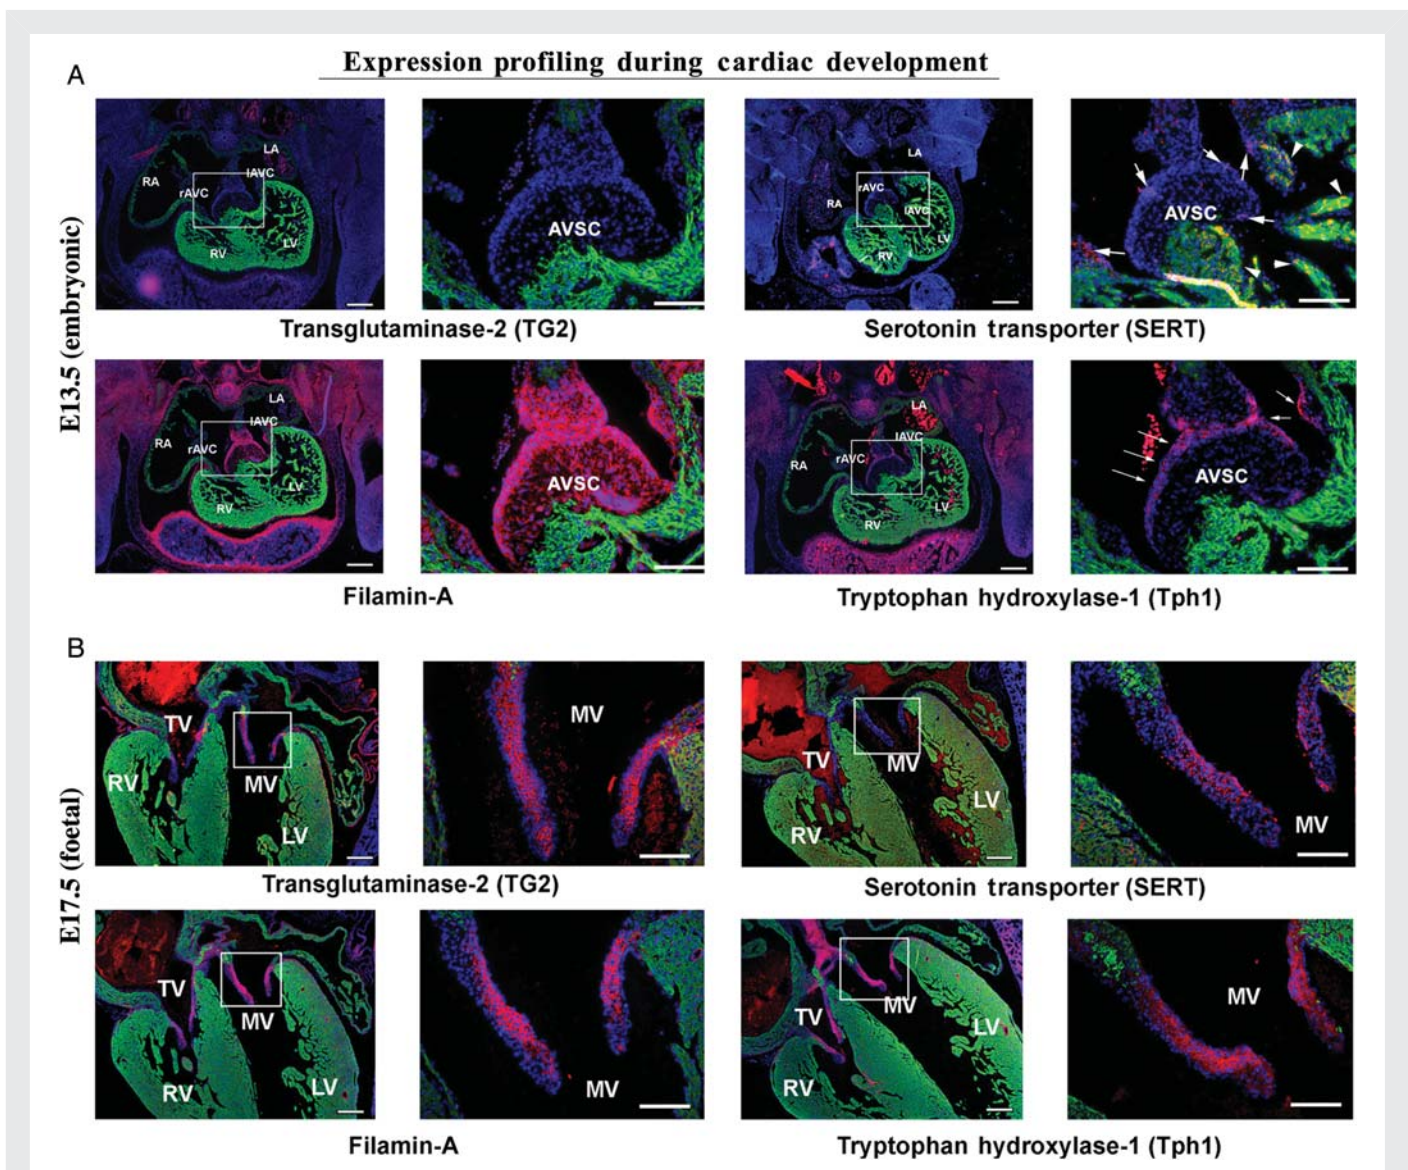 Expression profiling during cardiac development
A
E13.5 (embryonic)
RA
LA
rAVC
lAVC
RV
LV
AVSC
LA
rAVC
RA
lAVC
RV
LV
AVSC
Transglutaminase-2 (TG2)
Serotonin transporter (SERT)
RA
LA
rAVC
lAVC
RV
LV
AVSC
LA
lAVC
rAVC
RA
RV
LV
AVSC
Filamin-A
Tryptophan hydroxylase-1 (Tph1)
B
E17.5 (foetal)
TV
RV
MV
LV
MV
TV
MV
RV
LV
MV
Transglutaminase-2 (TG2)
Serotonin transporter (SERT)
TV
MV
RV
LV
MV
TV
MV
RV
LV
MV
Filamin-A
Tryptophan hydroxylase-1 (Tph1)